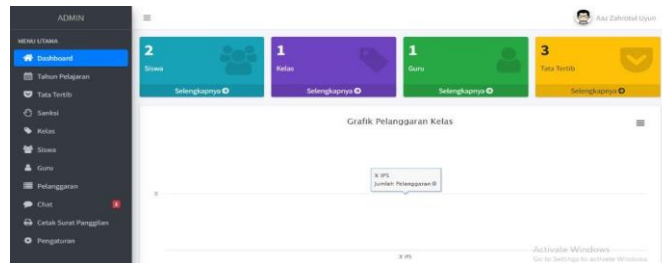 ADMIN
Aas Zahrotul Uyun
MENU UTAMA
Dashboard
Tahun Pelajaran
Tata Tertib
Sanksi
Kelas
Siswa
Guru
Pelanggaran
Chat
Cetak Surat Panggilan
Pengaturan
2
Siswa
Selengkapnya
1
Kelas
Selengkapnya
1
Guru
Selengkapnya
3
Tata Tertib
Selengkapnya
Grafik Pelanggaran Kelas
X IPS
Jumlah Pelanggaran 0
X IPS
Activate Windows
Go to Settings to activate Windows.